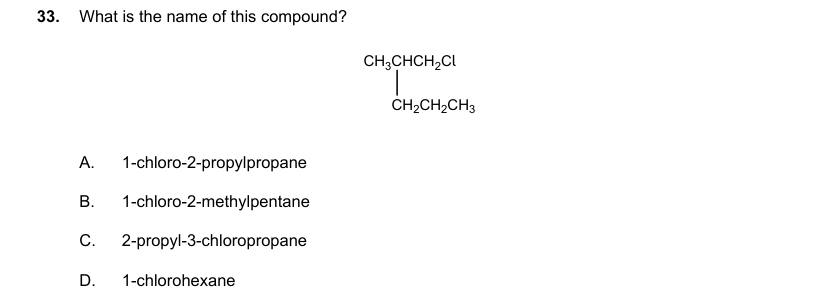 33. What is the name of this compound?
CH₃CHCH₂Cl
CH₂CH₂CH₃
A. 1-chloro-2-propylpropane
B. 1-chloro-2-methylpentane
C. 2-propyl-3-chloropropane
D. 1-chlorohexane